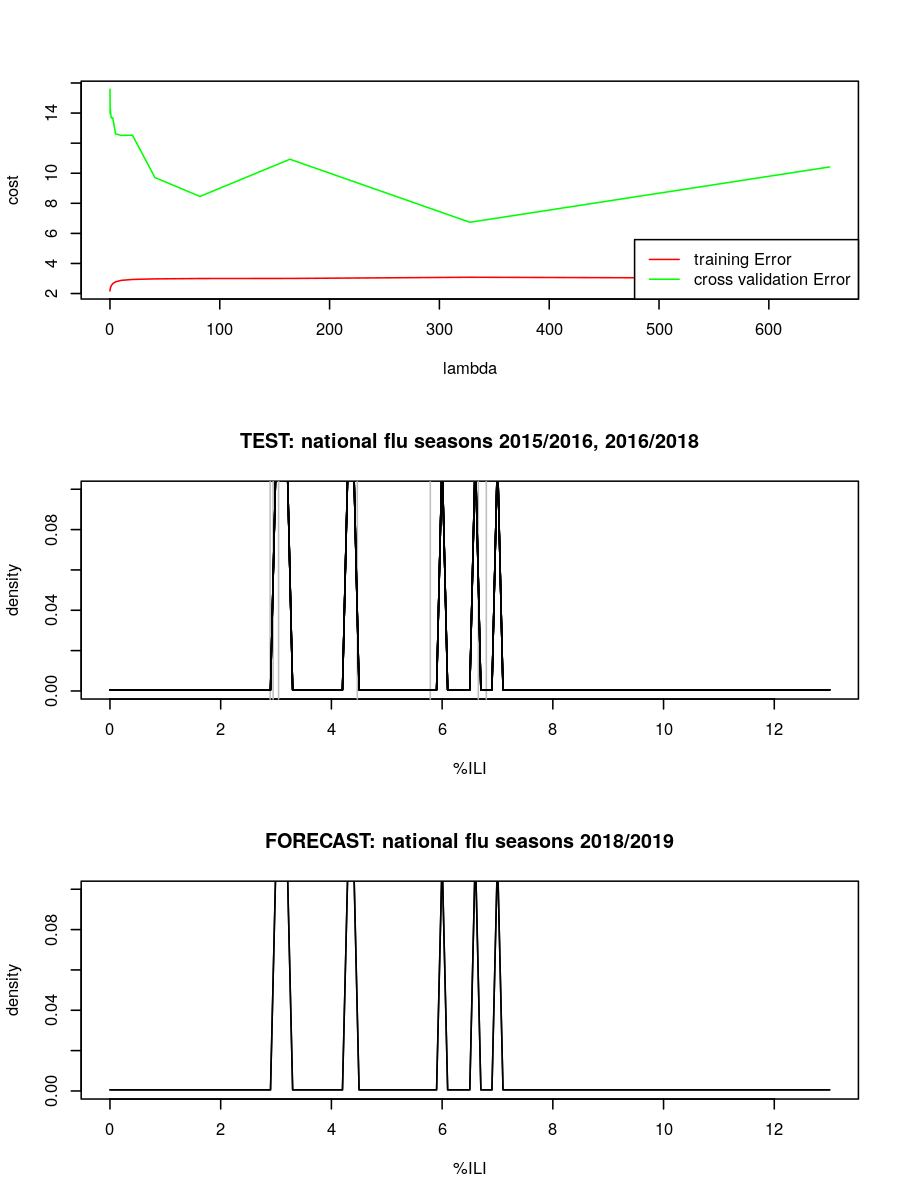 14
10
8
6
4
2
cost
training Error
cross validation Error
0 100 200 300 400 500 600
lambda
TEST: national flu seasons 2015/2016, 2016/2018
0.08
0.04
0.00
density
0 2 4 6 8 10 12
%ILI
FORECAST: national flu seasons 2018/2019
0.08
0.04
0.00
density
0 2 4 6 8 10 12
%ILI